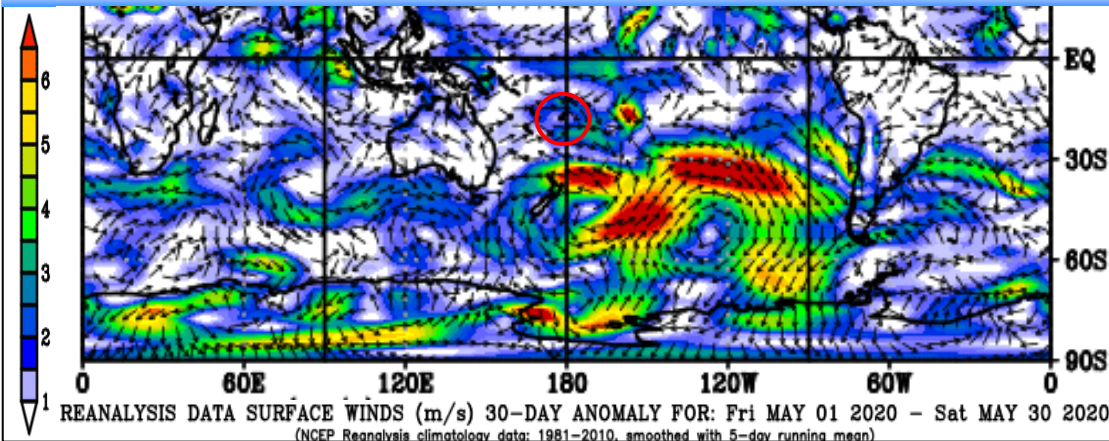 6
5
4
3
2
1
EQ
30S
60S
90S
0 60E 120E 180 120W 60W 0
REANALYSIS DATA SURFACE WINDS (m/s) 30-DAY ANOMALY FOR: Fri MAY 01 2020 - Sat MAY 30 2020
(NCEP Reanalysis climatology data: 1981-2010, smoothed with 5-day running mean)